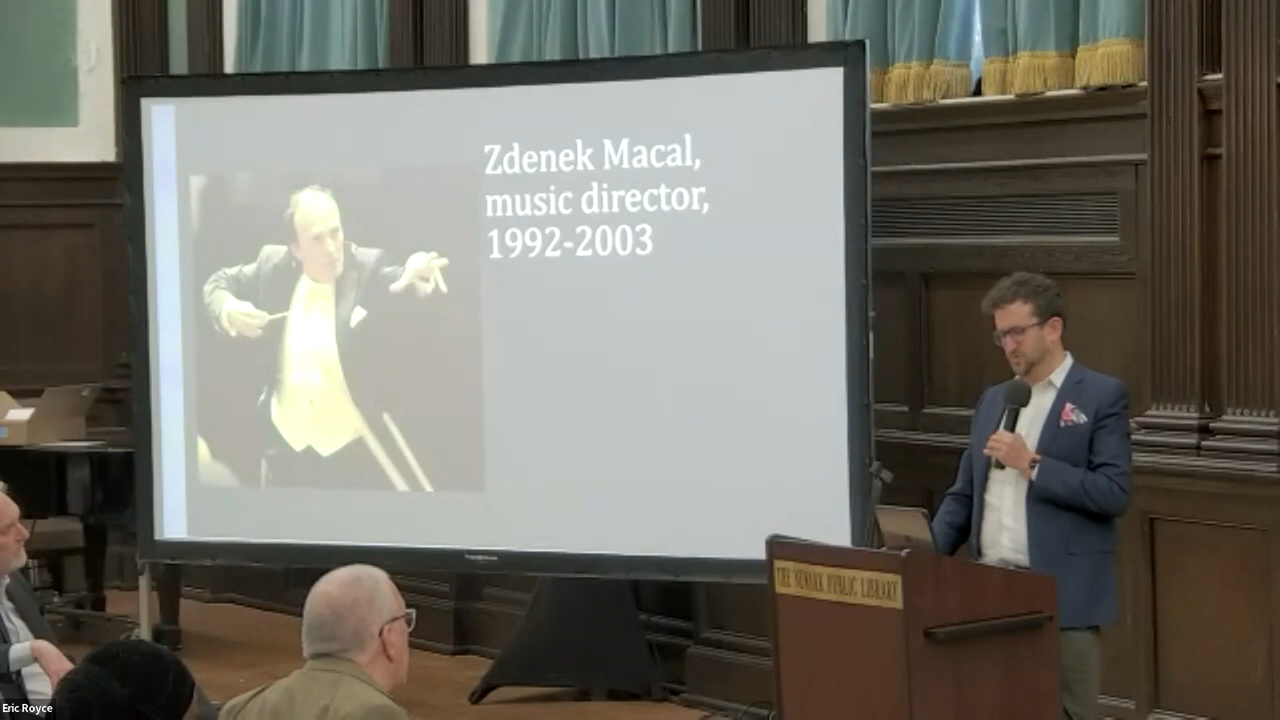 Zdenek Macal,
music director,
1992-2003
THE NEWARK PUBLIC LIBRARY
Eric Royce